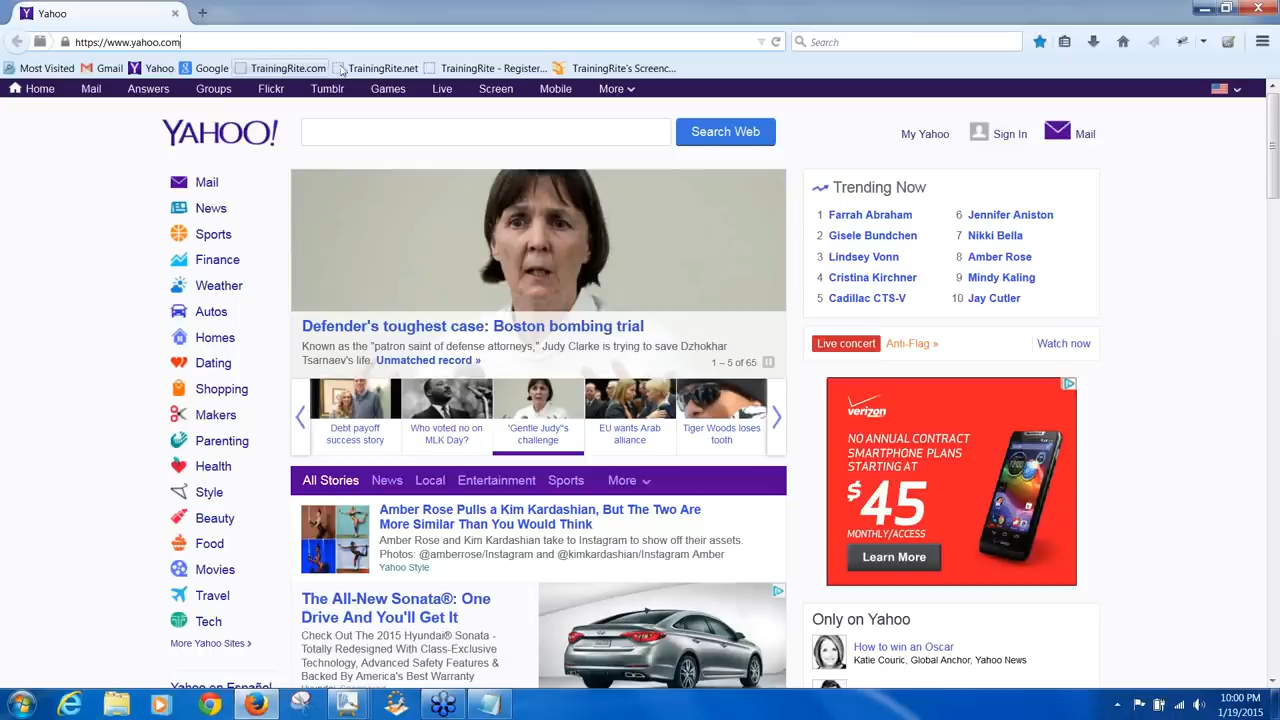 Yahoo
https://www.yahoo.com
Search
Most Visited Gmail Yahoo Google TrainingRite.com TrainingRite.net TrainingRite - Register... TrainingRite's Screenc...
Home Mail Answers Groups Flickr Tumblr Games Live Screen Mobile More
YAHOO!
Search Web
My Yahoo Sign In Mail
Mail
News
Sports
Finance
Weather
Autos
Homes
Dating
Shopping
Makers
Parenting
Health
Style
Beauty
Food
Movies
Travel
Tech
More Yahoo Sites >
Yahoo en Español
Defender's toughest case: Boston bombing trial
Known as the "patron saint of defense attorneys," Judy Clarke is trying to save Dzhokhar
Tsarnaev's life. Unmatched record »
1 – 5 of 65
Debt payoff
success story
Who voted no on
MLK Day?
'Gentle Judy"s
challenge
EU wants Arab
alliance
Tiger Woods loses
tooth
All Stories News Local Entertainment Sports More
Amber Rose Pulls a Kim Kardashian, But The Two Are
More Similar Than You Would Think
Amber Rose and Kim Kardashian take to Instagram to show off their assets.
Photos: @amberrose/Instagram and @kimkardashian/Instagram Amber
Yahoo Style
The All-New Sonata®: One
Drive And You'll Get It
Check Out The 2015 Hyundai® Sonata -
Totally Redesigned With Class-Exclusive
Technology, Advanced Safety Features &
Backed By America's Best Warranty
Trending Now
1 Farrah Abraham
2 Gisele Bundchen
3 Lindsey Vonn
4 Cristina Kirchner
5 Cadillac CTS-V
6 Jennifer Aniston
7 Nikki Bella
8 Amber Rose
9 Mindy Kaling
10 Jay Cutler
Live concert Anti-Flag » Watch now
verizon
NO ANNUAL CONTRACT
SMARTPHONE PLANS
STARTING AT
$45
MONTHLY/ACCESS
Learn More
Only on Yahoo
How to win an Oscar
Katie Couric, Global Anchor, Yahoo News
10:00 PM
1/19/2015